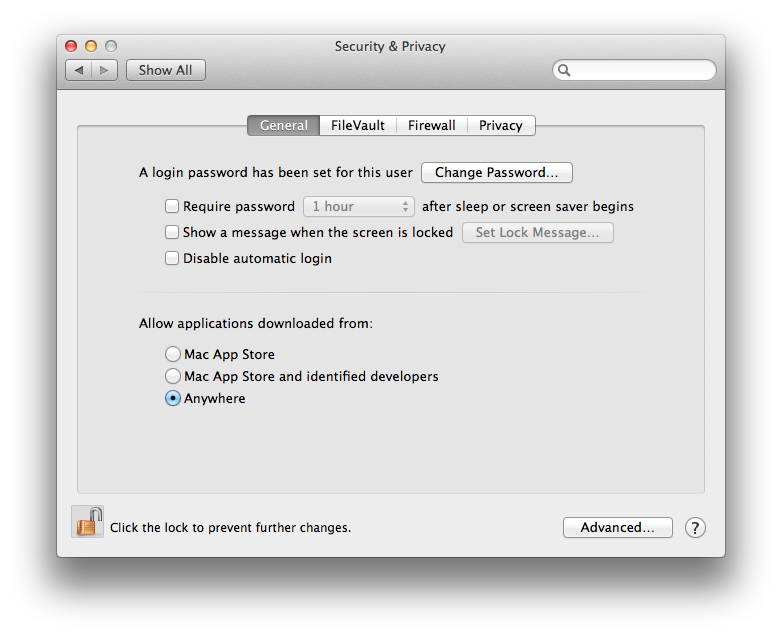 Security & Privacy
Show All
General FileVault Firewall Privacy
A login password has been set for this user Change Password...
Require password 1 hour after sleep or screen saver begins
Show a message when the screen is locked Set Lock Message...
Disable automatic login
Allow applications downloaded from:
Mac App Store
Mac App Store and identified developers
Anywhere
Click the lock to prevent further changes. Advanced... ?